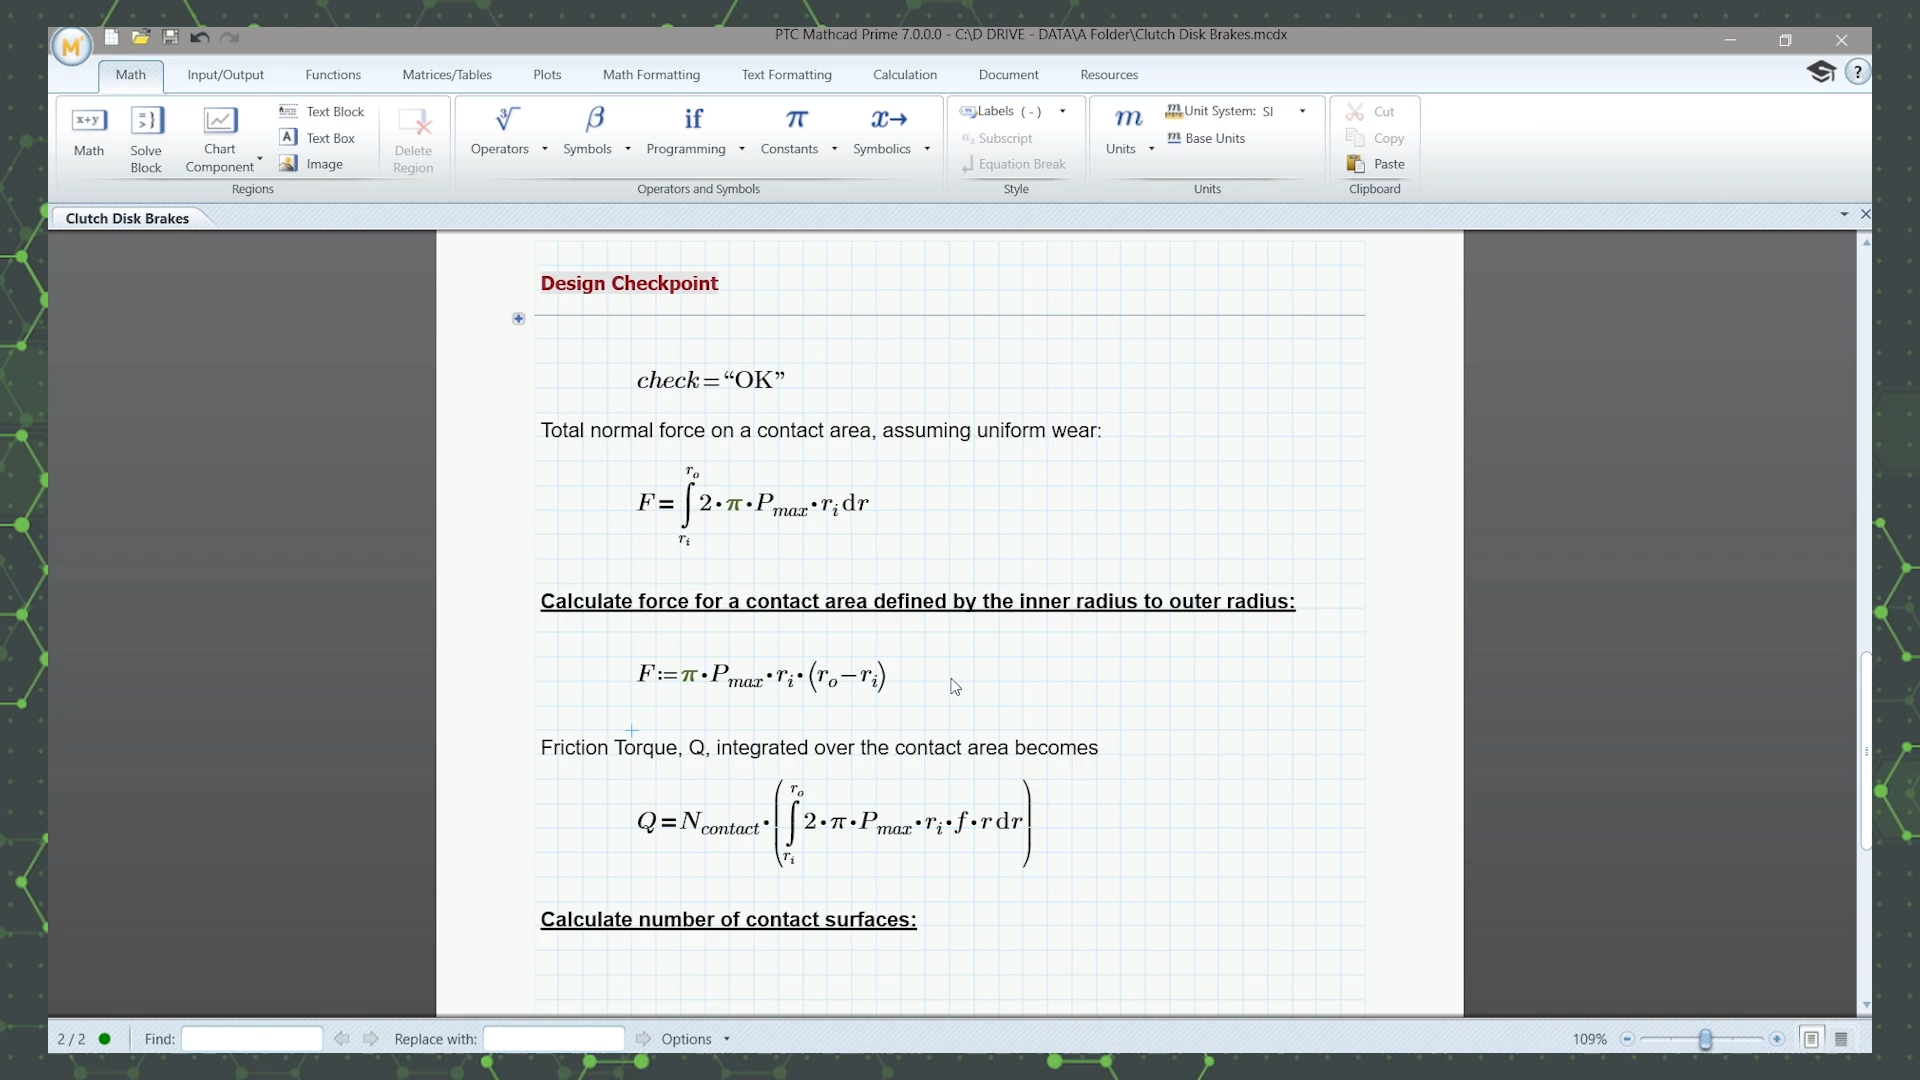 PTC Mathcad Prime 7.0.0.0 - C:\D DRIVE - DATA\A Folder\Clutch Disk Brakes.mcdx
Math Input/Output Functions Matrices/Tables Plots Math Formatting Text Formatting Calculation Document Resources ?
x+y Math
Solve Block
Chart Component
Text Block
A Text Box
Image
Delete Region
Regions
Operators
β Symbols
if Programming
π Constants
x→ Symbolics
Operators and Symbols
Labels ( - )
Subscript
Equation Break
Style
m Units
Unit System: SI
m Base Units
Units
Cut
Copy
Paste
Clipboard
Clutch Disk Brakes
Design Checkpoint
check=“OK”
Total normal force on a contact area, assuming uniform wear:
F=∫_{r_i}^{r_o} 2•π•P_max•r_i dr
Calculate force for a contact area defined by the inner radius to outer radius:
F:=π•P_max•r_i•(r_o−r_i)
Friction Torque, Q, integrated over the contact area becomes
Q=N_contact•(∫_{r_i}^{r_o} 2•π•P_max•r_i•f•r dr)
Calculate number of contact surfaces:
2 / 2 Find: Replace with: Options 109%